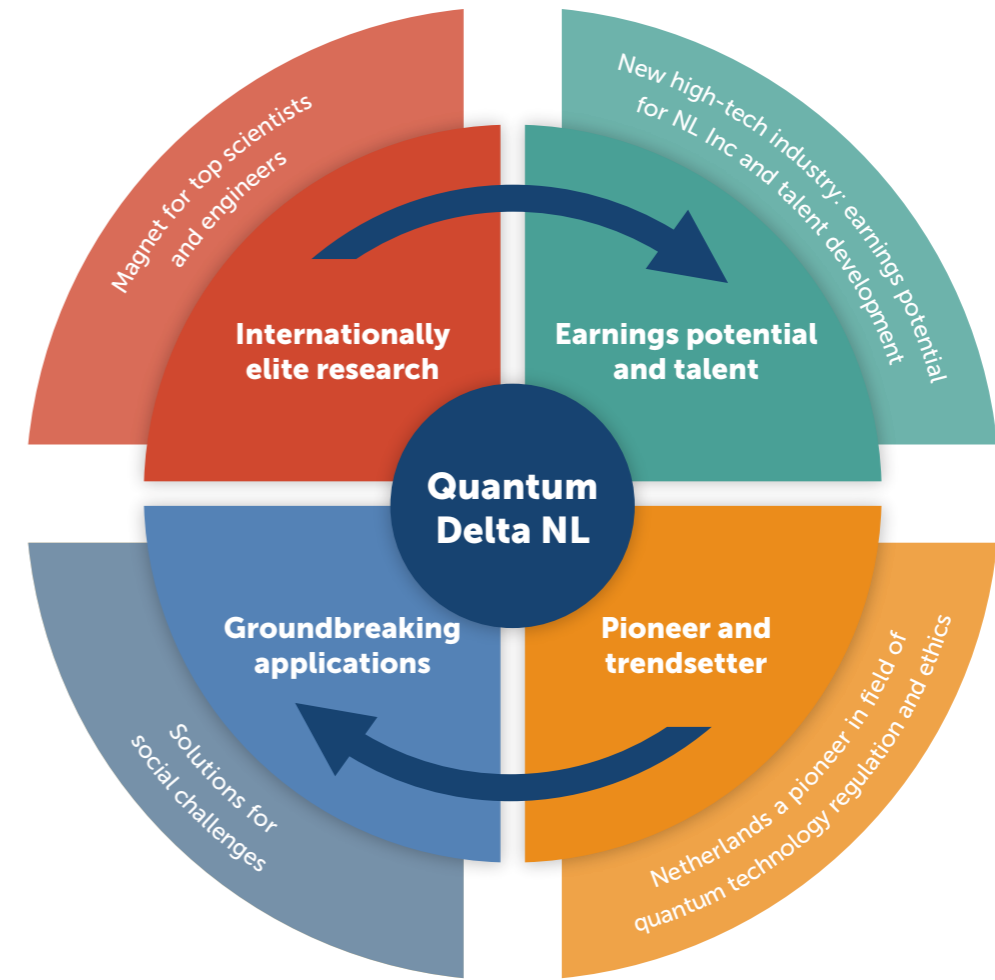 Magnet for top scientists
and engineers
New high-tech industry: earnings potential
for NL Inc and talent development
Internationally
elite research
Earnings potential
and talent
Quantum
Delta NL
Groundbreaking
applications
Pioneer and
trendsetter
Solutions for
social challenges
Netherlands a pioneer in field of
quantum technology regulation and ethics